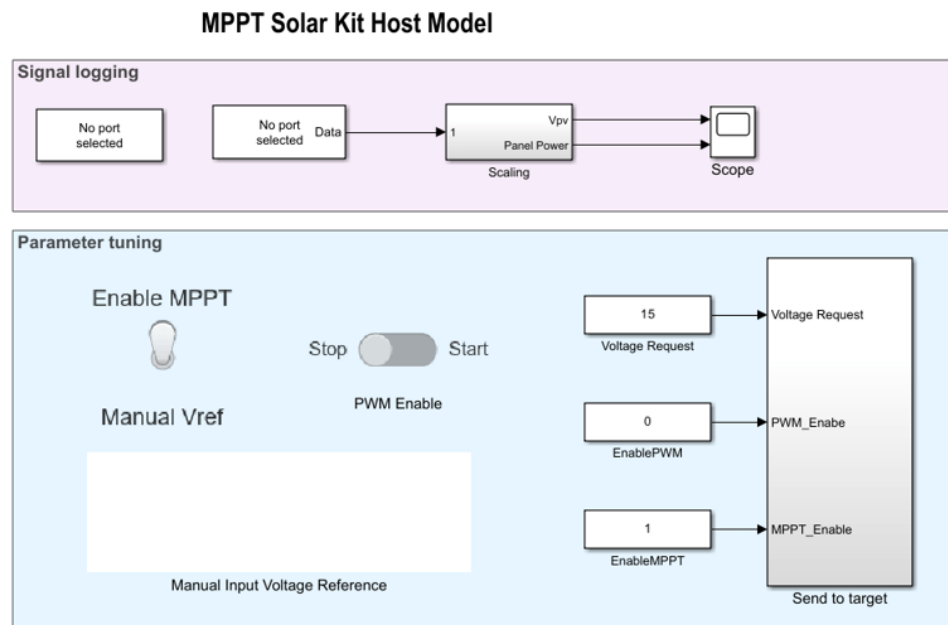 MPPT Solar Kit Host Model
Signal logging
No port
selected
No port
selected
Data
1
Vpv
Panel Power
Scaling
Scope
Parameter tuning
Enable MPPT
Manual Vref
Stop
Start
PWM Enable
Manual Input Voltage Reference
15
Voltage Request
0
EnablePWM
1
EnableMPPT
Voltage Request
PWM_Enabe
MPPT_Enable
Send to target